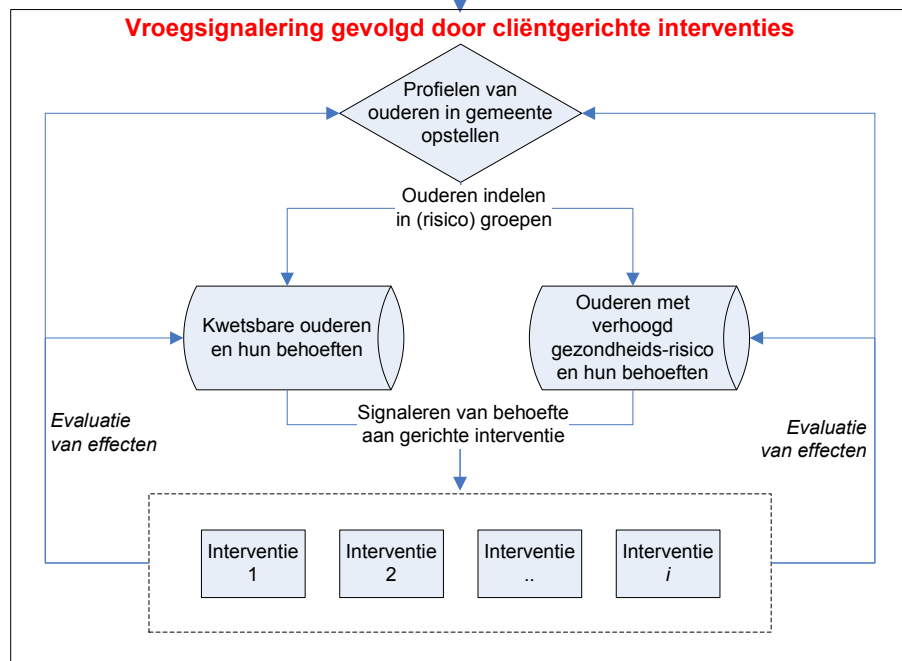 Vroegsignalering gevolgd door cliëntgerichte interventies
Profielen van
ouderen in gemeente
opstellen
Ouderen indelen
in (risico) groepen
Kwetsbare ouderen
en hun behoeften
Ouderen met
verhoogd
gezondheids-risico
en hun behoeften
Signaleren van behoefte
aan gerichte interventie
Evaluatie
van effecten
Evaluatie
van effecten
Interventie
1
Interventie
2
Interventie
..
Interventie
i